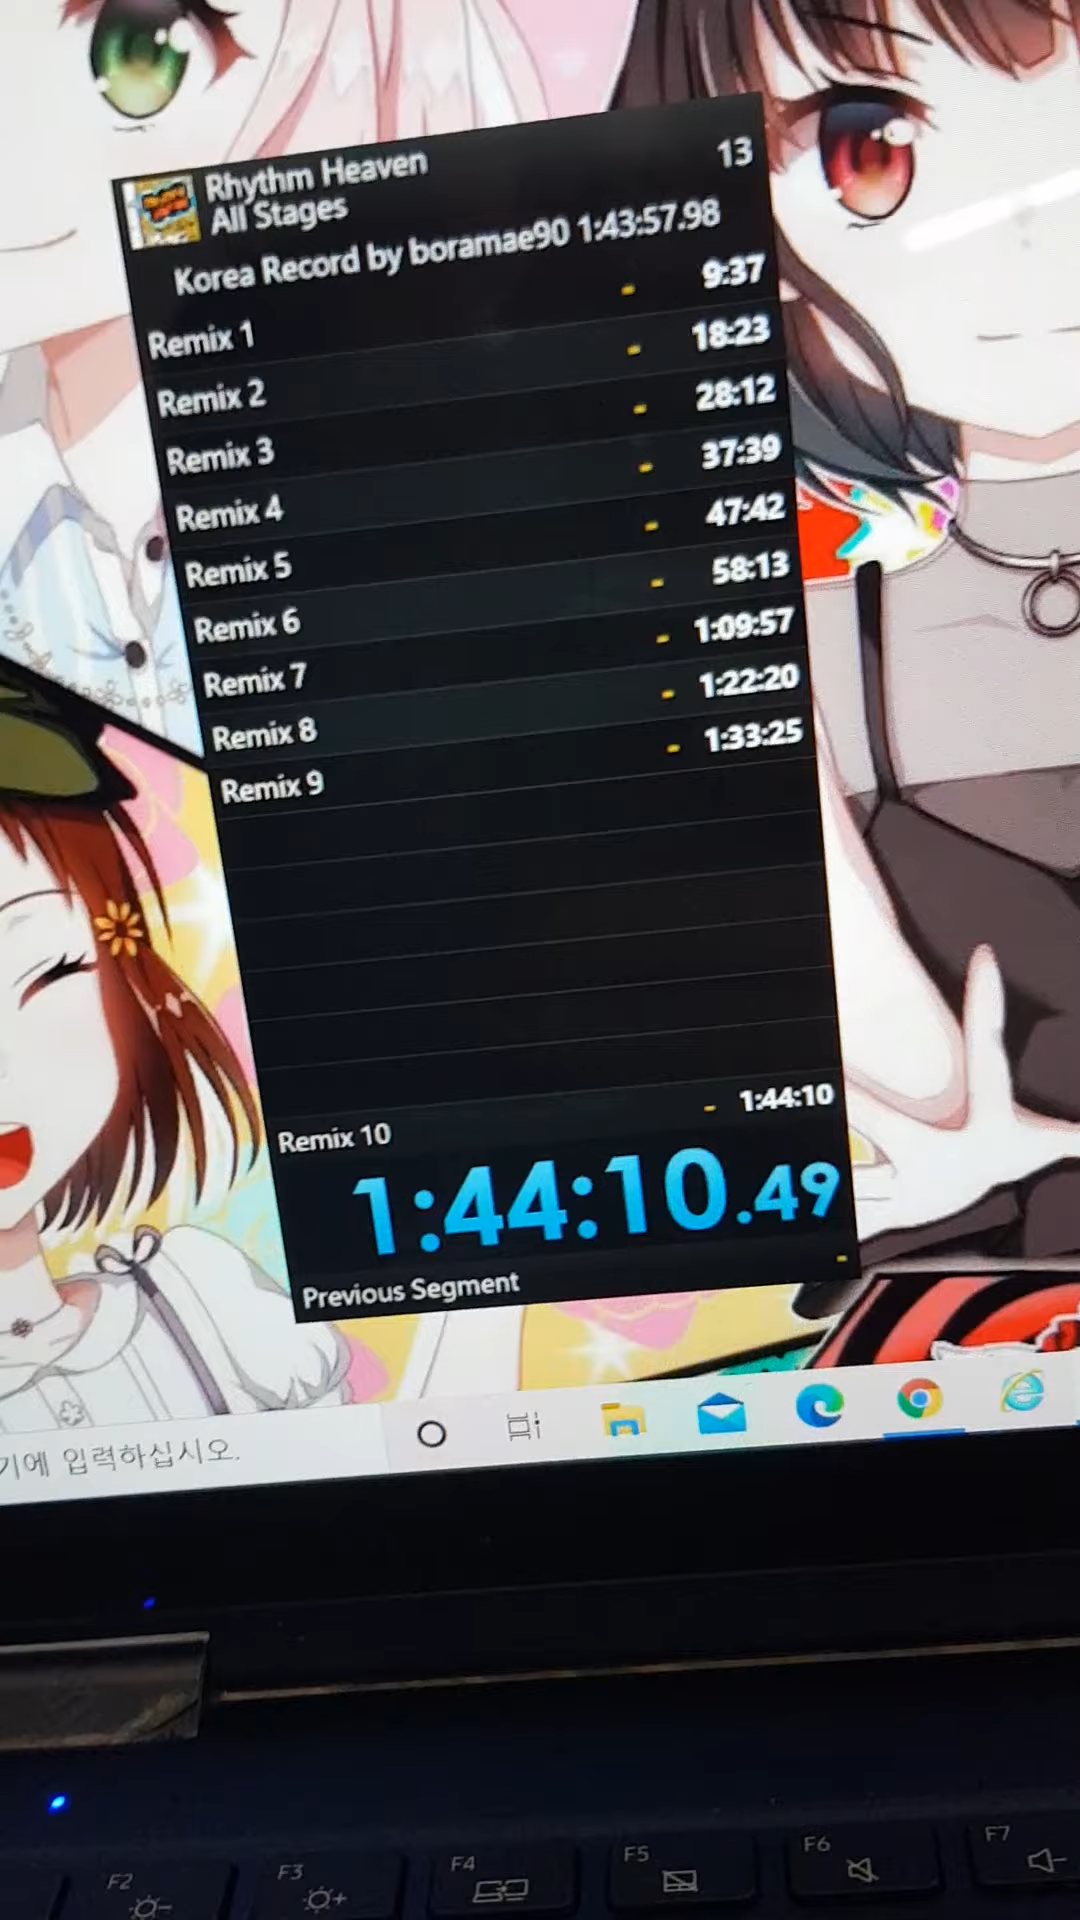 Rhythm Heaven
All Stages
13
Korea Record by boramae90 1:43:57.98
Remix 1 - 9:37
Remix 2 - 18:23
Remix 3 - 28:12
Remix 4 - 37:39
Remix 5 - 47:42
Remix 6 - 58:13
Remix 7 - 1:09:57
Remix 8 - 1:22:20
Remix 9 - 1:33:25
Remix 10 - 1:44:10
1:44:10.49
Previous Segment -
기에 입력하십시오.
F2 F3 F4 F5 F6 F7